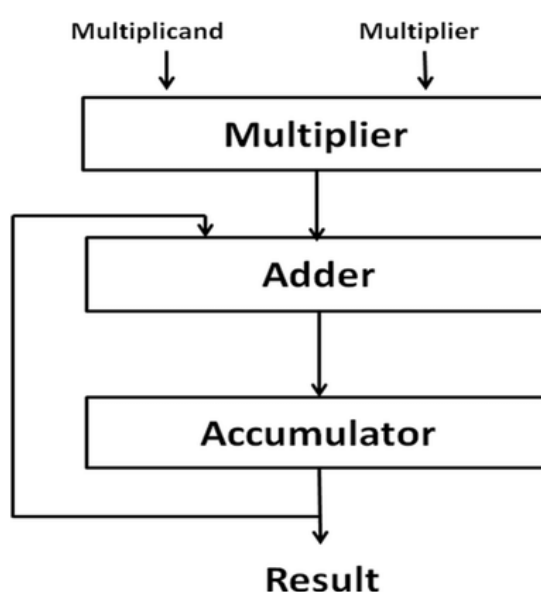 Multiplicand Multiplier
Multiplier
Adder
Accumulator
Result